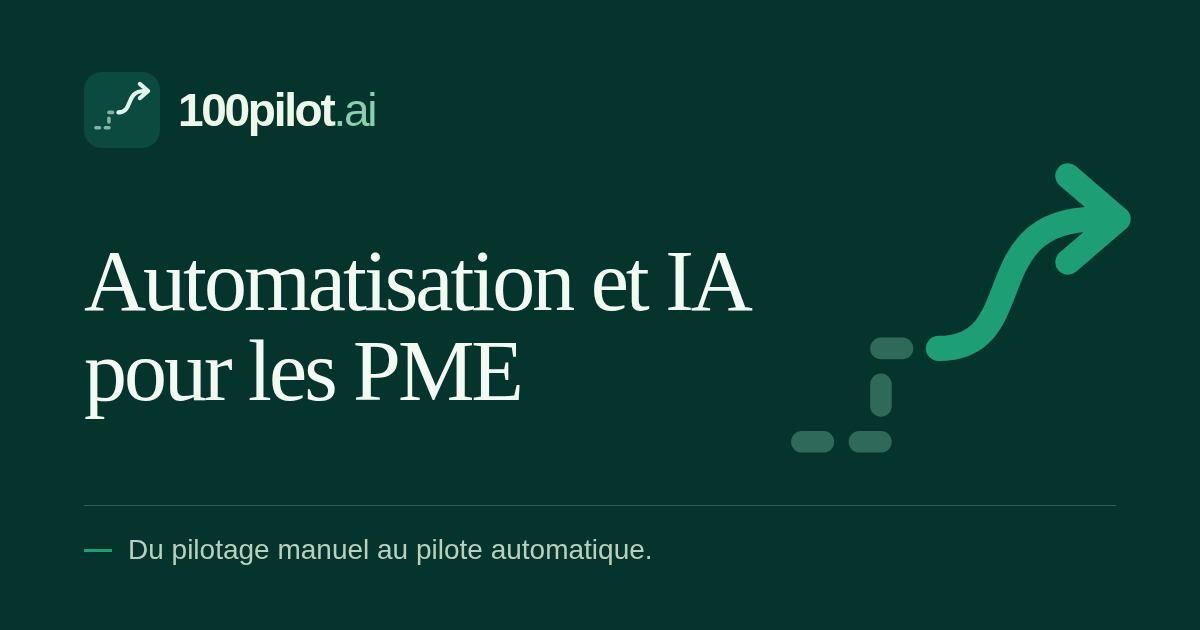 100pilot.ai
Automatisation et IA
pour les PME
— Du pilotage manuel au pilote automatique.